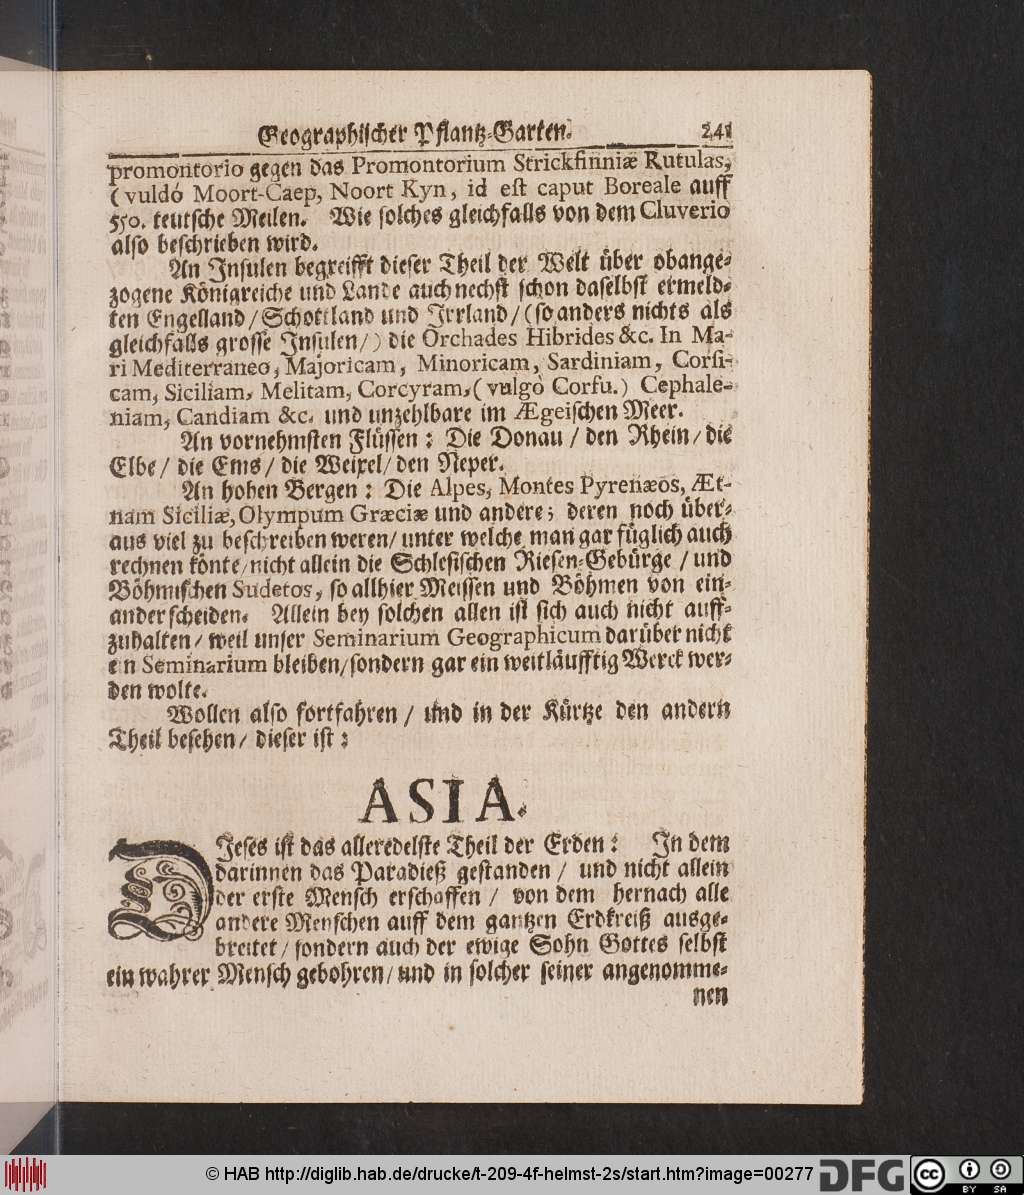 Geographischer Pflantz-Garten. 241
promontorio gegen das Promontorium Strickfinniæ Rutulas,
(vuldó Moort-Caep, Noort Kyn, id est caput Boreale auff
550. teutsche Meilen. Wie solches gleichfalls von dem Cluverio
also beschrieben wird.
An Insulen begreifft dieser Theil der Welt über obange-
zogene Königreiche und Lande auch nechst schon daselbst ermeld-
ten Engelland/Schottland und Irrland/(so anders nichts als
gleichfalls grosse Insulen/) die Orchades Hibrides &c. In Ma-
ri Mediterraneo, Majoricam, Minoricam, Sardiniam, Corsi-
cam, Siciliam, Melitam, Corcyram,(vulgò Corfu.) Cephale-
niam, Candiam &c. und unzehlbare im Ægeischen Meer.
An vornehmsten Flüssen: Die Donau/den Rhein/die
Elbe/die Ems/die Weixel/den Neper.
An hohen Bergen: Die Alpes, Montes Pyrenæos, Æt-
nam Siciliæ, Olympum Græciæ und andere; deren noch über-
aus viel zu beschreiben weren/unter welche man gar füglich auch
rechnen könte/nicht allein die Schlesischen Riesen-Gebürge/und
Böhmischen Sudetos, so allhier Meissen und Böhmen von ein-
ander scheiden. Allein bey solchen allen ist sich auch nicht auff-
zuhalten/weil unser Seminarium Geographicum darüber nicht
ein Seminarium bleiben/sondern gar ein weitläufftig Werck wer-
den wolte.
Wollen also fortfahren/und in der Kürtze den andern
Theil besehen/dieser ist:
ASIA.
DIeses ist das alleredelste Theil der Erden: In dem
darinnen das Paradieß gestanden/und nicht allein
der erste Mensch erschaffen/von dem hernach alle
andere Menschen auff dem gantzen Erdkreiß ausge-
breitet/sondern auch der ewige Sohn Gottes selbst
ein wahrer Mensch gebohren/und in solcher seiner angenomme-
nen
© HAB http://diglib.hab.de/drucke/t-209-4f-helmst-2s/start.htm?image=00277 DFG cc BY SA